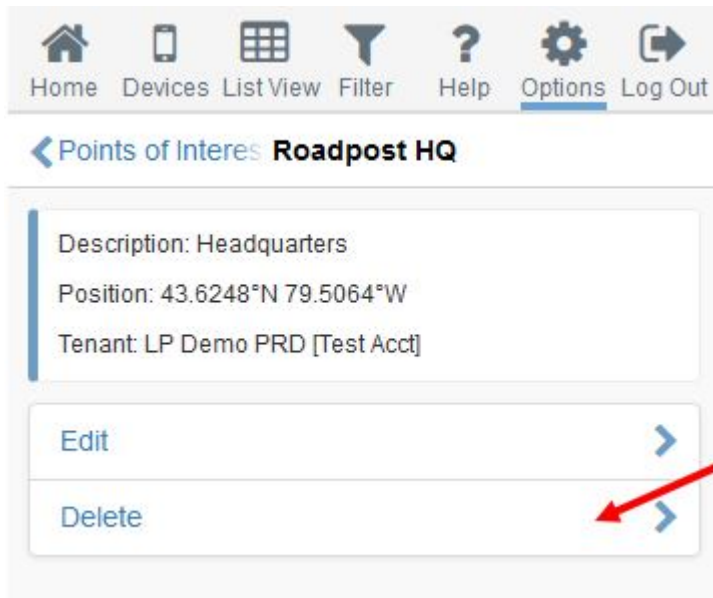 Home Devices List View Filter Help Options Log Out
Points of Interes Roadpost HQ
Description: Headquarters
Position: 43.6248°N 79.5064°W
Tenant: LP Demo PRD [Test Acct]
Edit
Delete